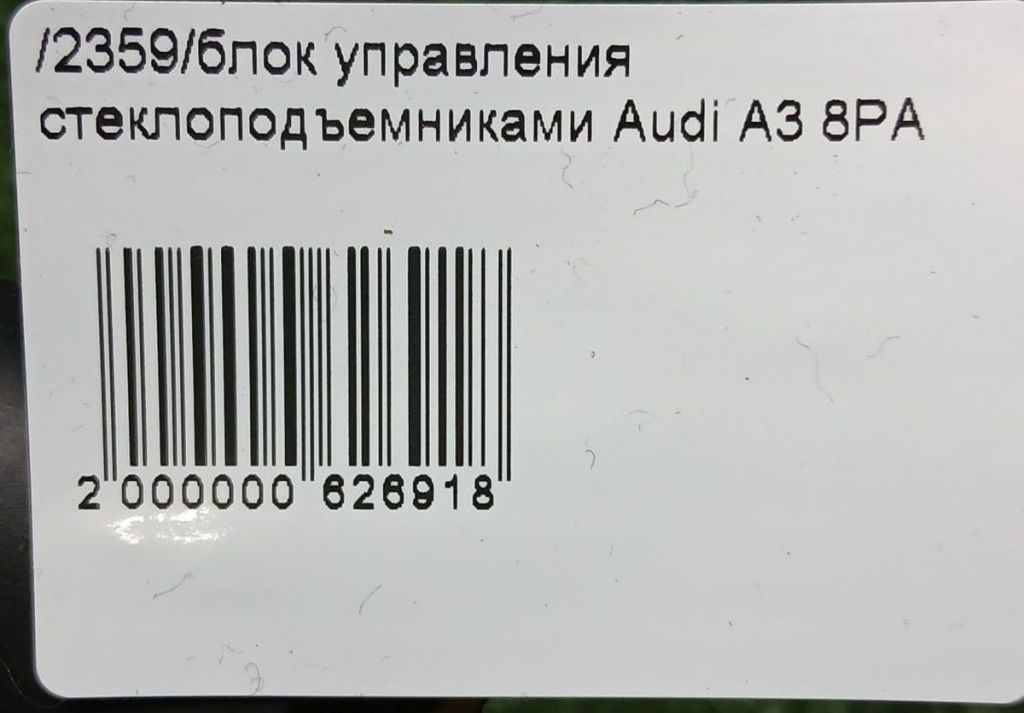 /2359/блок управления
стеклоподъемниками Audi A3 8PA
2 000000 626918